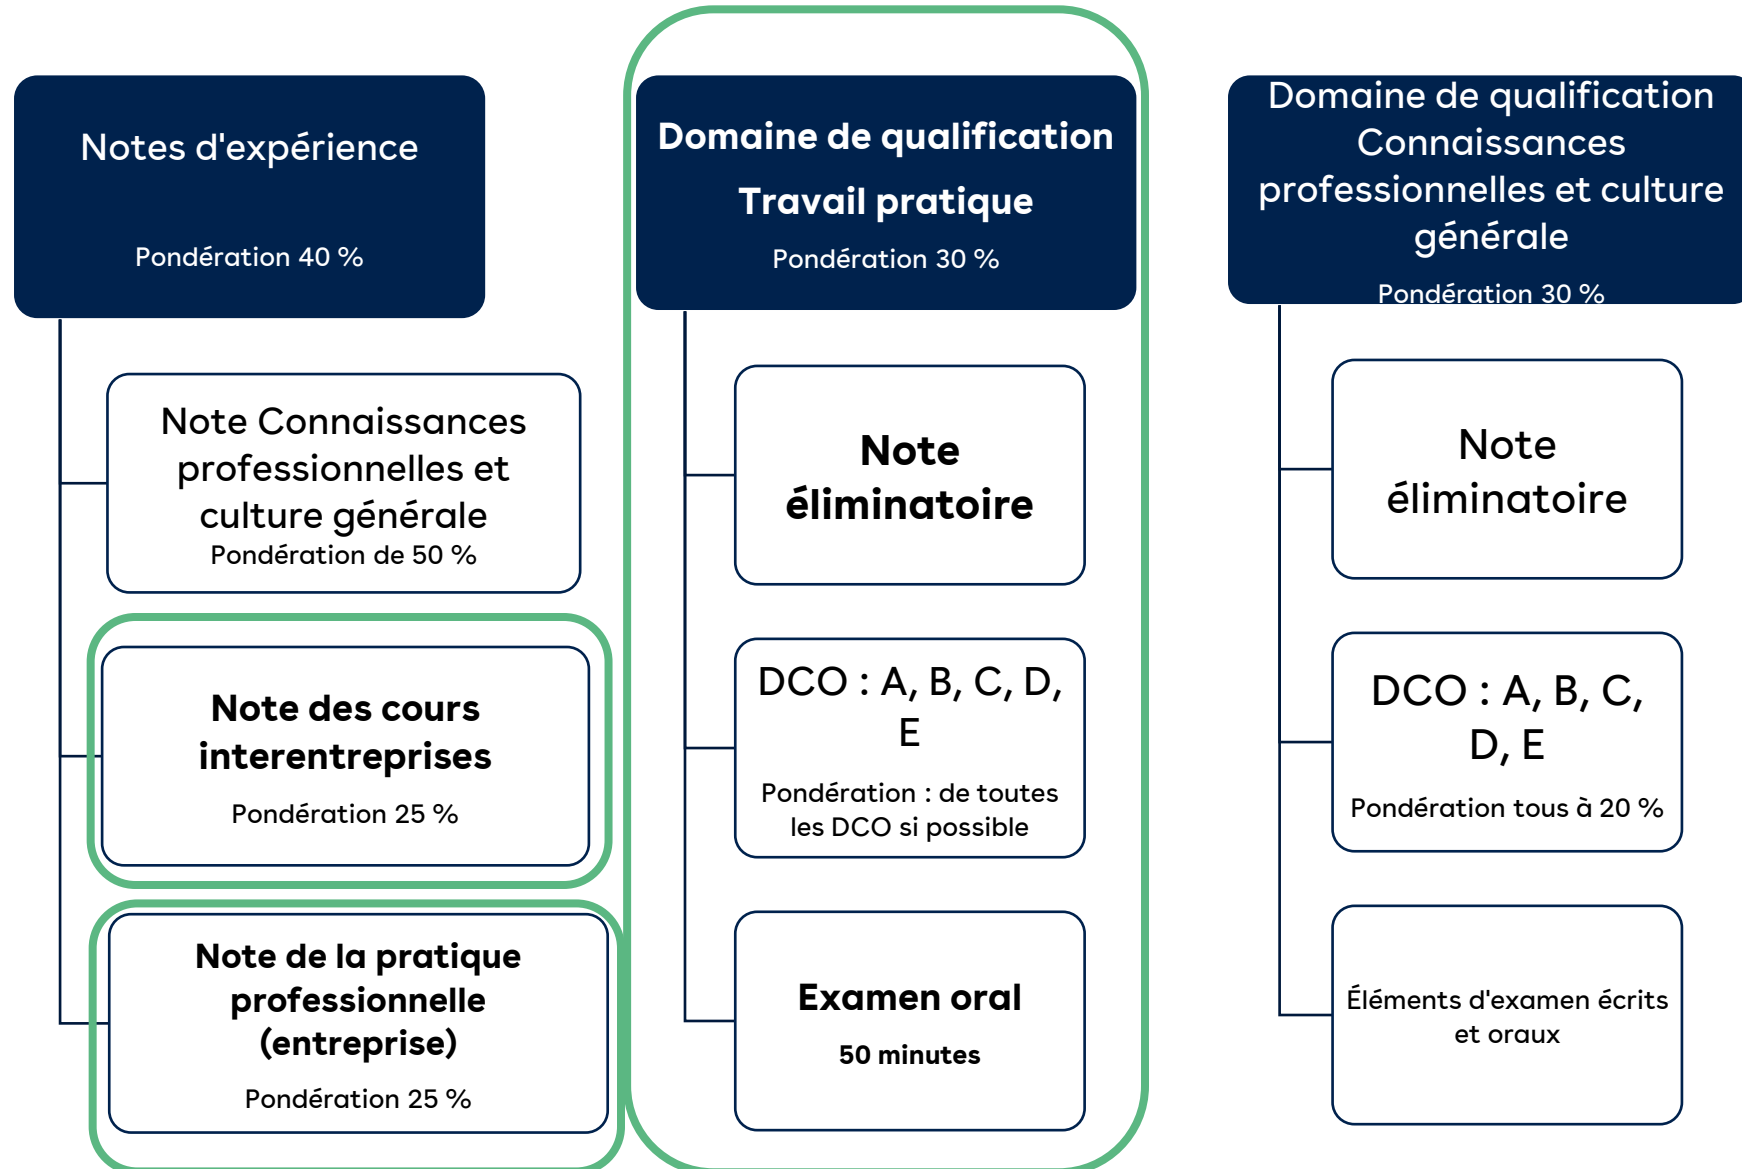 Notes d'expérience
Pondération 40 %
Note Connaissances
professionnelles et
culture générale
Pondération de 50 %
Note des cours
interentreprises
Pondération 25 %
Note de la pratique
professionnelle
(entreprise)
Pondération 25 %
Domaine de qualification
Travail pratique
Pondération 30 %
Note
éliminatoire
DCO : A, B, C, D,
E
Pondération : de toutes
les DCO si possible
Examen oral
50 minutes
Domaine de qualification
Connaissances
professionnelles et culture
générale
Pondération 30 %
Note
éliminatoire
DCO : A, B, C,
D, E
Pondération tous à 20 %
Éléments d'examen écrits
et oraux